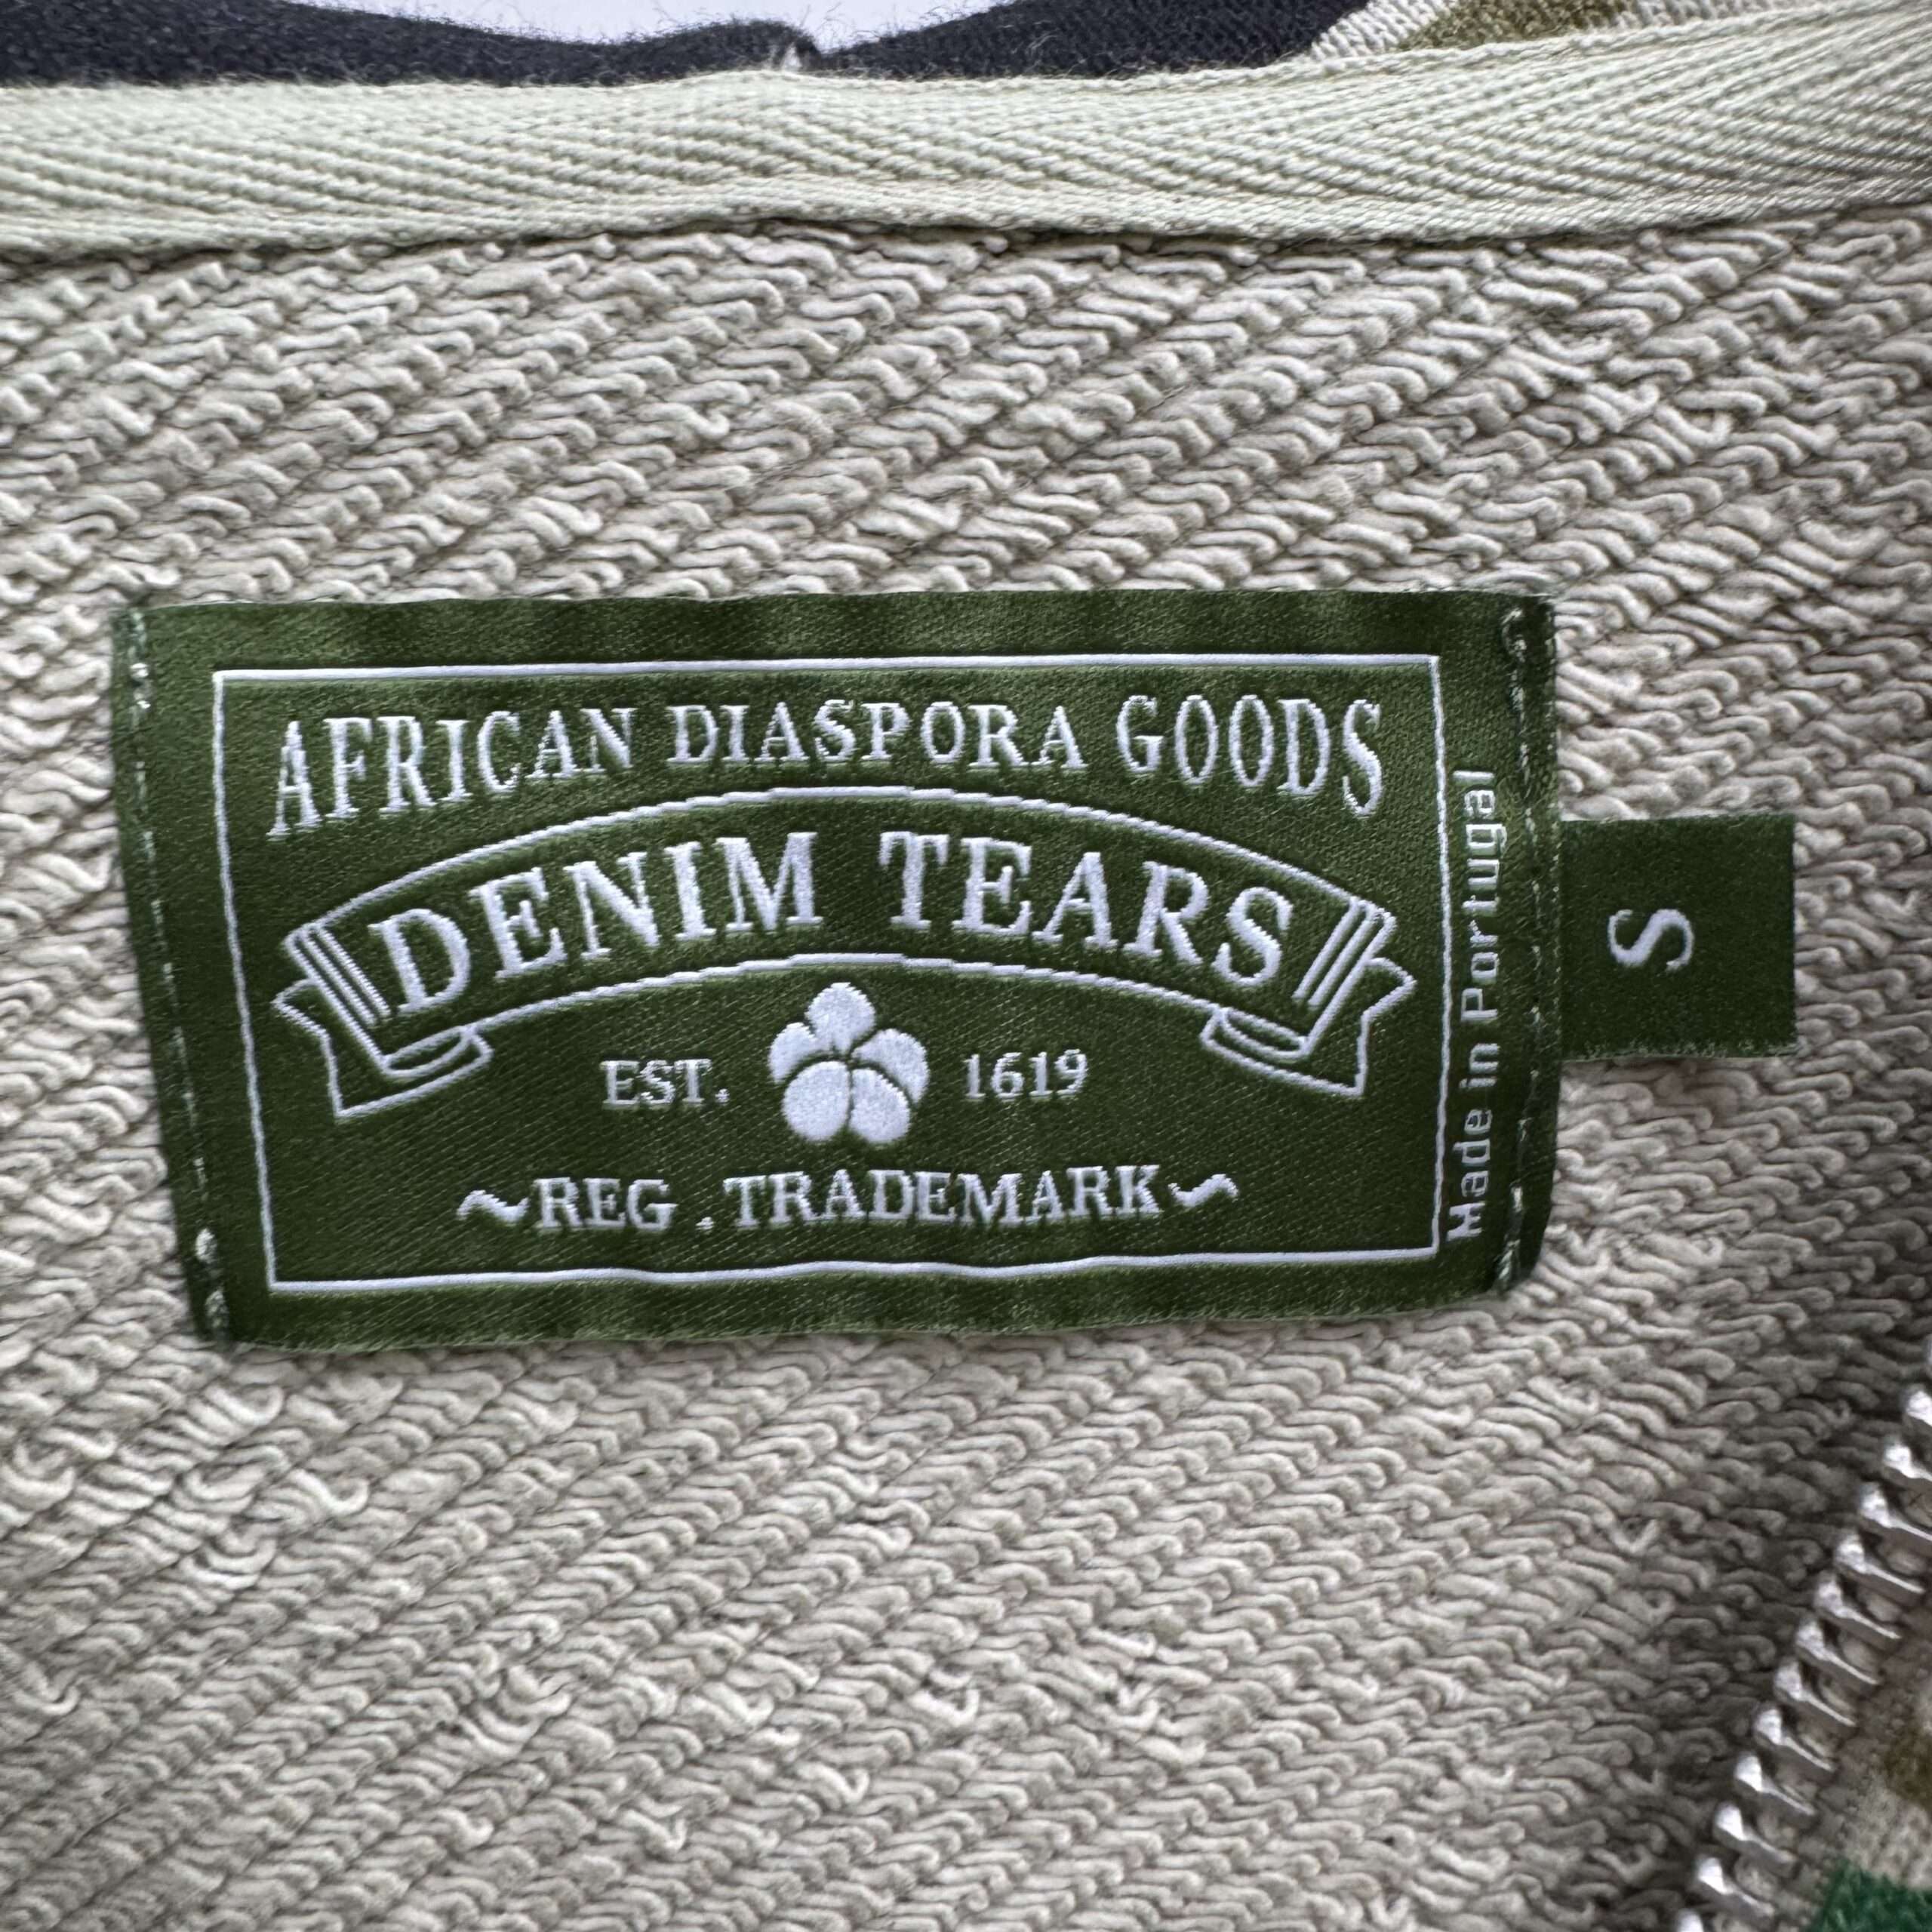 AFRICAN DIASPORA GOODS
DENIM TEARS
EST. 1619
~REG . TRADEMARK~
Made in Portugal
S